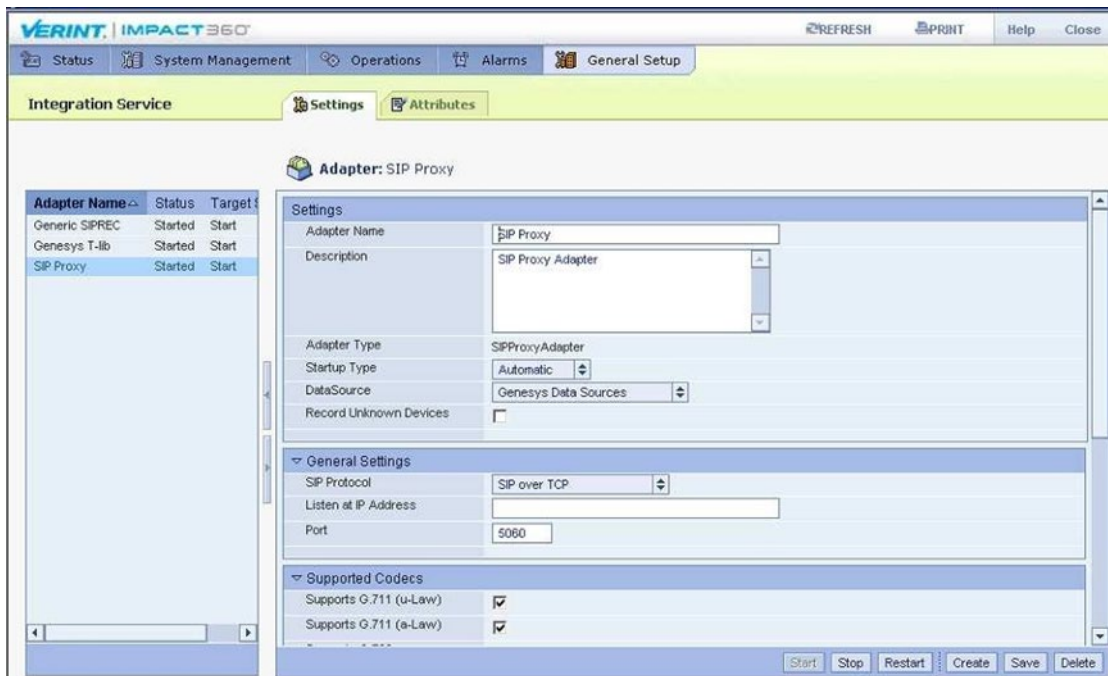 VERINT. | IMPACT360°
REFRESH PRINT Help Close
Status System Management Operations Alarms General Setup
Integration Service Settings Attributes
Adapter: SIP Proxy
Adapter Name Status Target
Generic SIPREC Started Start
Genesys T-lib Started Start
SIP Proxy Started Start
Settings
Adapter Name SIP Proxy
Description SIP Proxy Adapter
Adapter Type SIPProxyAdapter
Startup Type Automatic
DataSource Genesys Data Sources
Record Unknown Devices
General Settings
SIP Protocol SIP over TCP
Listen at IP Address
Port 5060
Supported Codecs
Supports G.711 (u-Law)
Supports G.711 (a-Law)
Start Stop Restart Create Save Delete